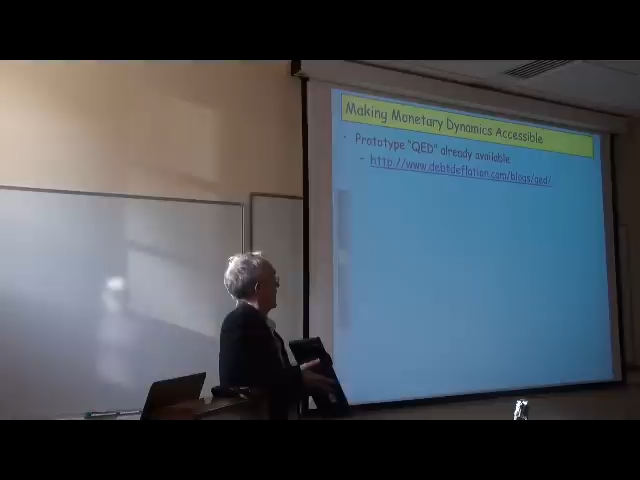 Making Monetary Dynamics Accessible
· Prototype "QED" already available
– http://www.debtdeflation.com/blogs/qed/